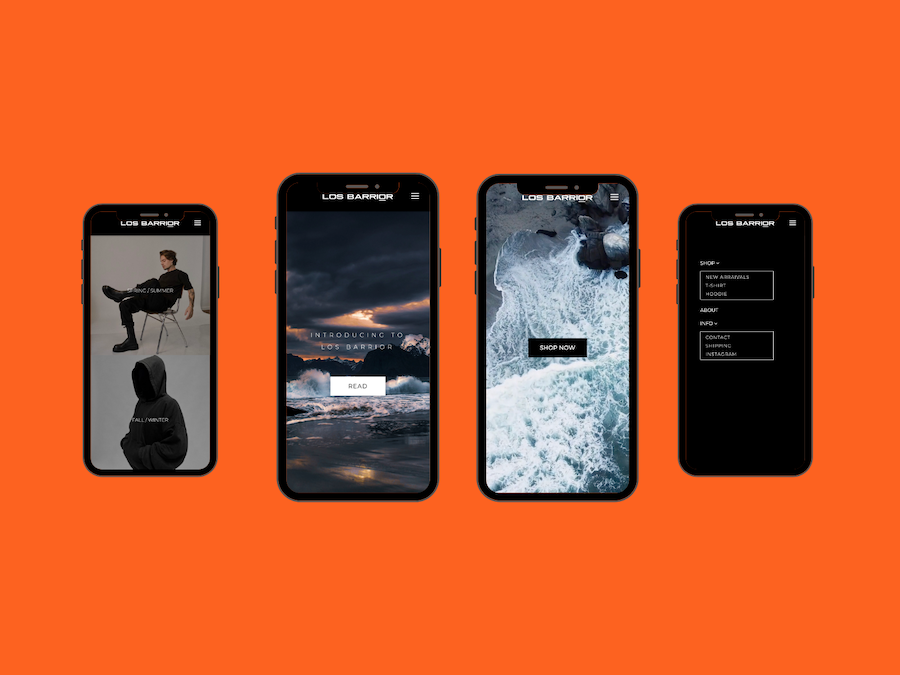 LOS BARRIOR
SPRING / SUMMER
FALL / WINTER
LOS BARRIOR
INTRODUCING TO
LOS BARRIOR
READ
LOS BARRIOR
SHOP NOW
LOS BARRIOR
SHOP
NEW ARRAIVALS
T-SHIRT
HOODIE
ABOUT
INFO
CONTACT
SHIPPING
INSTAGRAM